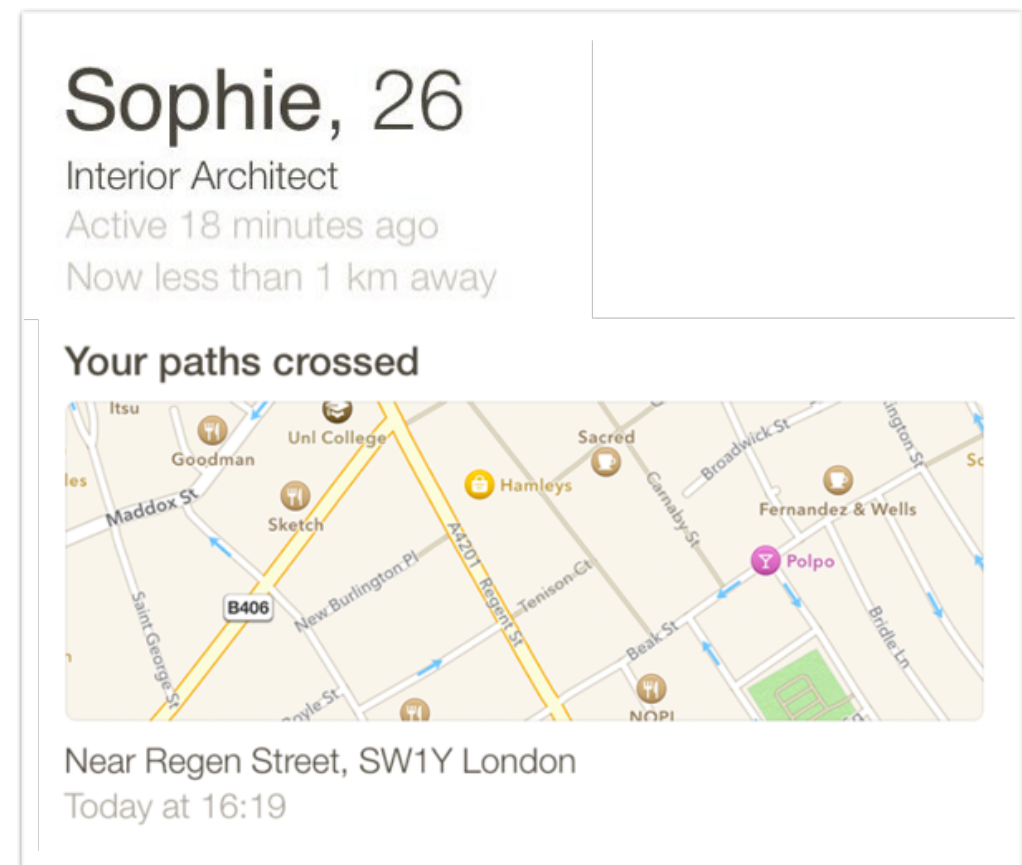 Sophie, 26
Interior Architect
Active 18 minutes ago
Now less than 1 km away
Your paths crossed
Itsu
Unl College
Goodman
Sacred
Broadwick St
Hamleys
Maddox St
Sketch
Carnaby St
Fernandez & Wells
A4201 Regent St
Polpo
New Burlington Pl
Tenison Ct
B406
Saint George St
Beak St
Bridle Ln
NOPI
Near Regen Street, SW1Y London
Today at 16:19